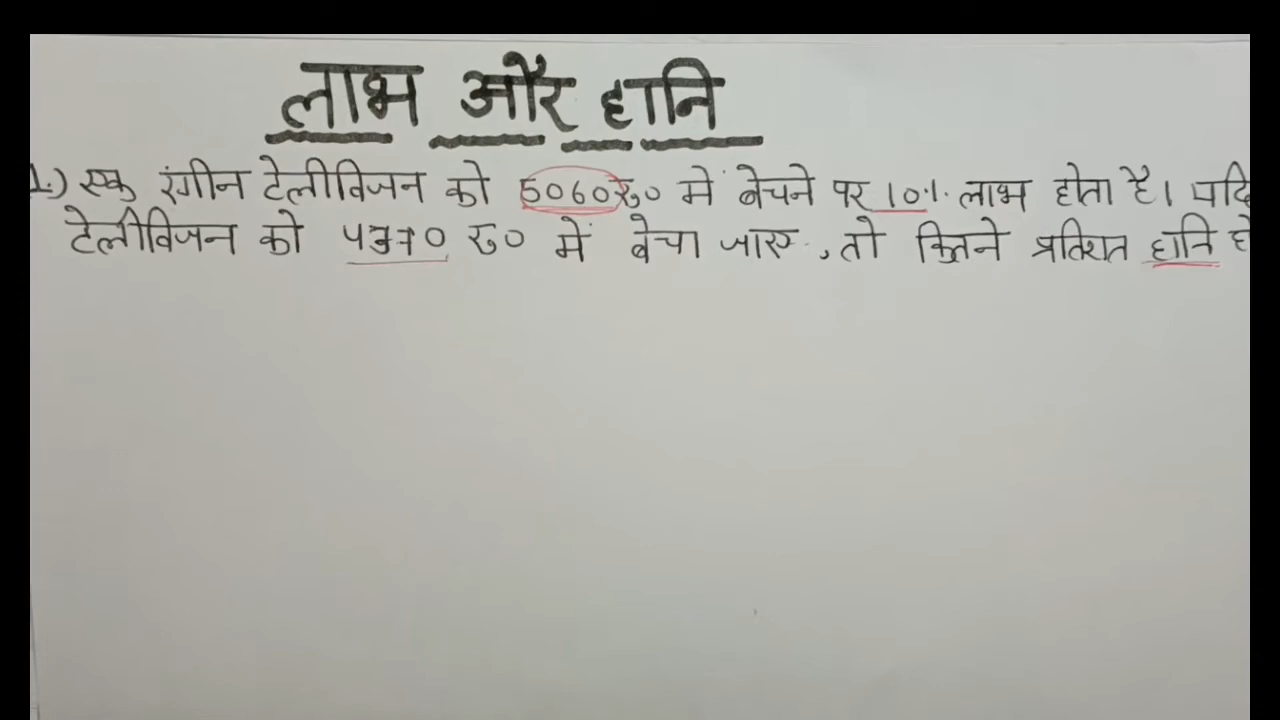 लाभ और हानि
1.) एक रंगीन टेलीविजन को 5060रु० में बेचने पर 10% लाभ होता है। यदि
टेलीविजन को 4370 रु० में बेचा जाए, तो कितने प्रतिशत हानि हो